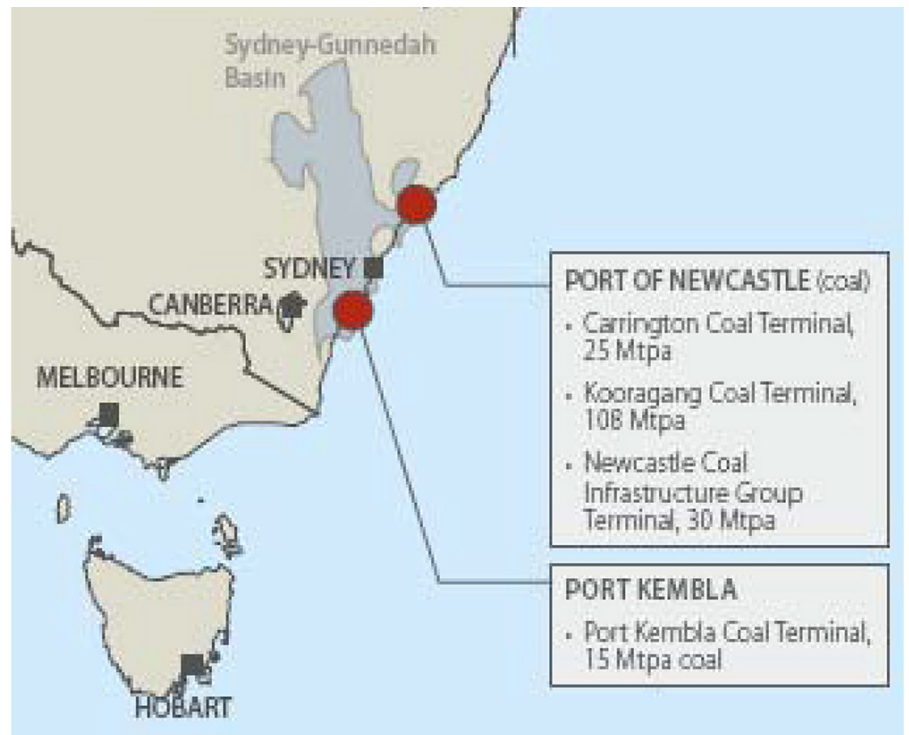 Sydney-Gunnedah
Basin
SYDNEY
CANBERRA
MELBOURNE
HOBART
PORT OF NEWCASTLE (coal)
• Carrington Coal Terminal,
25 Mtpa
• Kooragang Coal Terminal,
108 Mtpa
• Newcastle Coal
Infrastructure Group
Terminal, 30 Mtpa
PORT KEMBLA
• Port Kembla Coal Terminal,
15 Mtpa coal